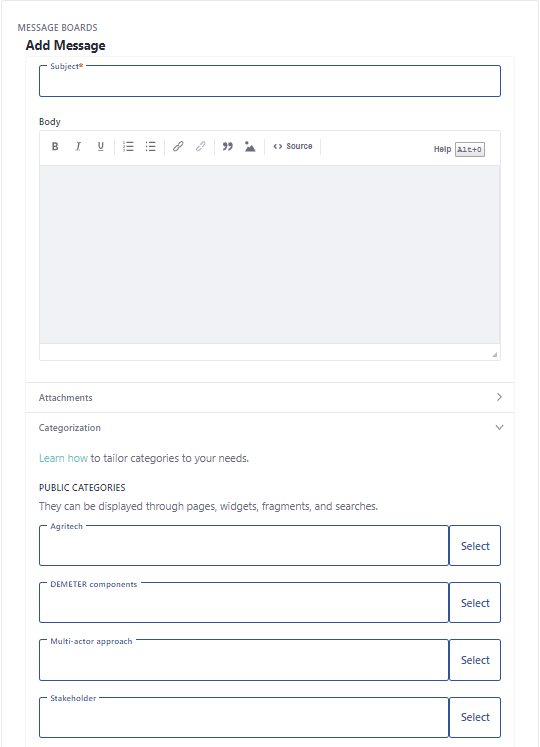 MESSAGE BOARDS
Add Message
Subject*
Body
B I U Source Help Alt+0
Attachments
Categorization
Learn how to tailor categories to your needs.
PUBLIC CATEGORIES
They can be displayed through pages, widgets, fragments, and searches.
Agritech
Select
DEMETER components
Select
Multi-actor approach
Select
Stakeholder
Select